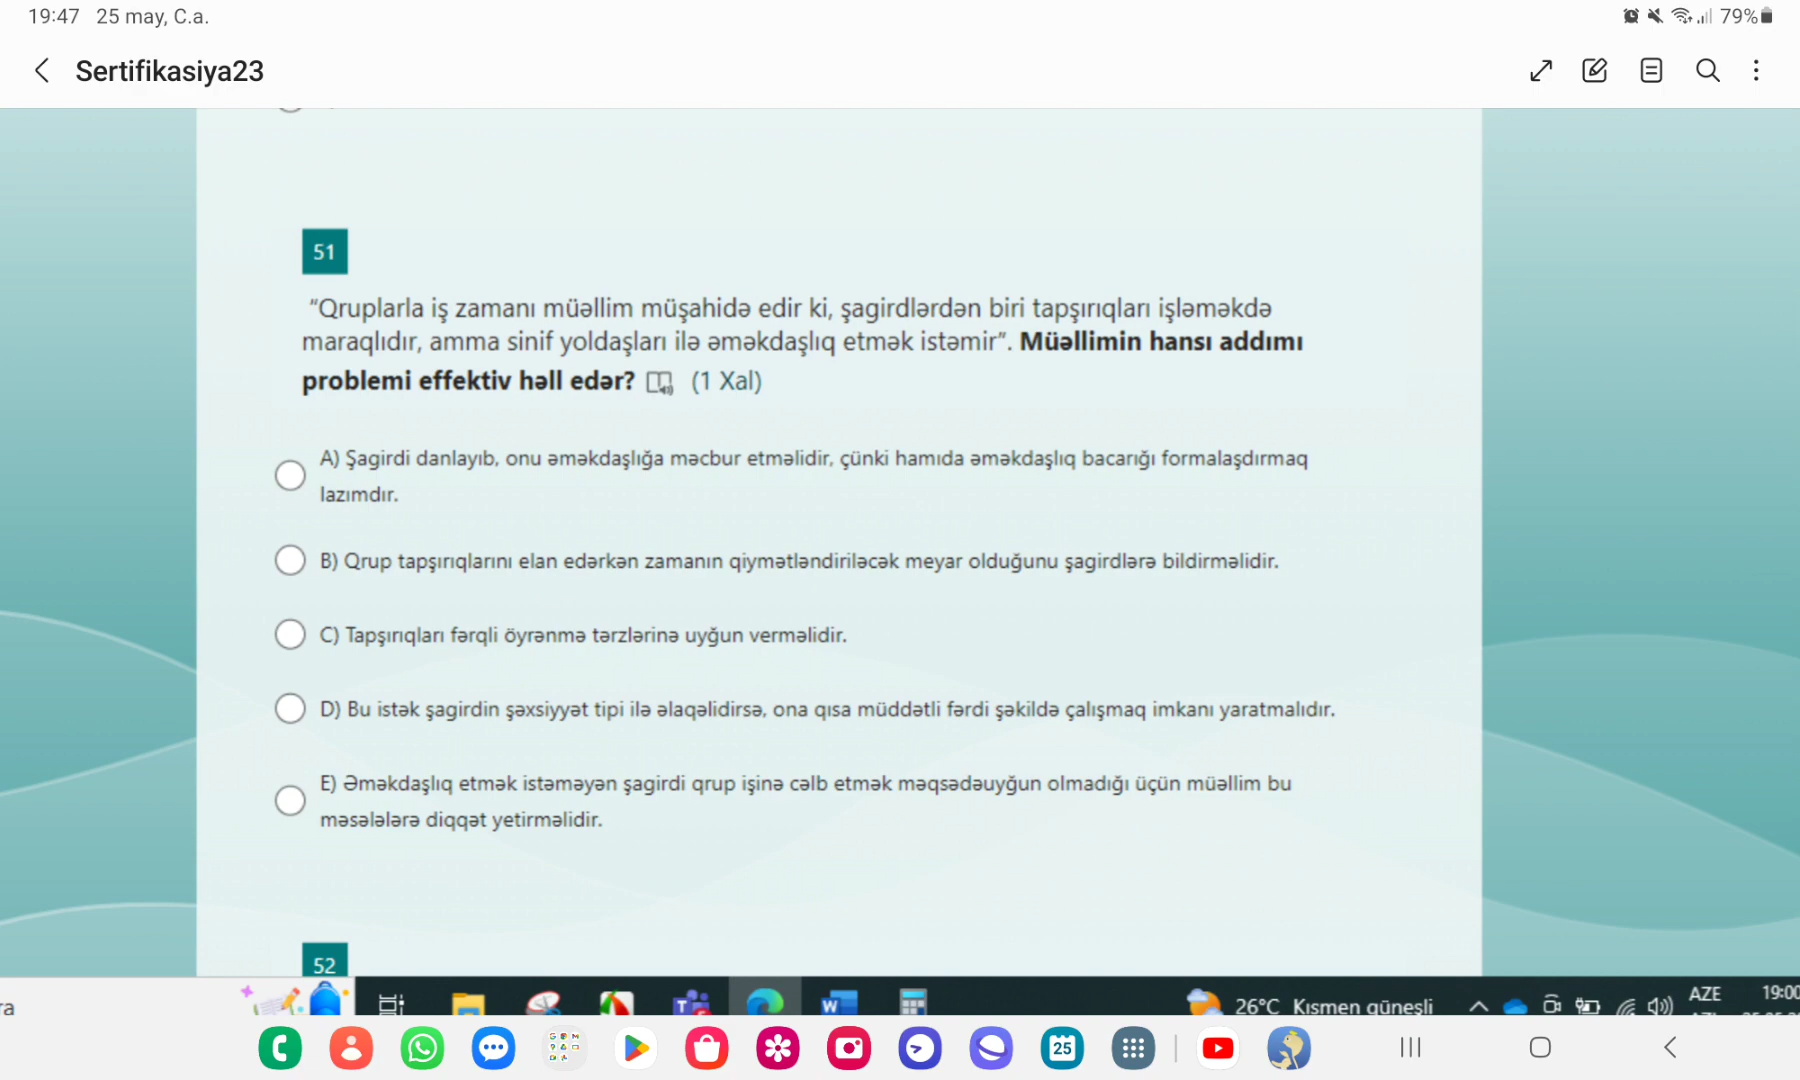 19:47 25 may, C.a.
79%
Sertifikasiya23
51
“Qruplarla iş zamanı müəllim müşahidə edir ki, şagirdlərdən biri tapşırıqları işləməkdə
maraqlıdır, amma sinif yoldaşları ilə əməkdaşlıq etmək istəmir”. Müəllimin hansı addımı
problemi effektiv həll edər? (1 Xal)
A) Şagirdi danlayıb, onu əməkdaşlığa məcbur etməlidir, çünki hamıda əməkdaşlıq bacarığı formalaşdırmaq
lazımdır.
B) Qrup tapşırıqlarını elan edərkən zamanın qiymətləndiriləcək meyar olduğunu şagirdlərə bildirməlidir.
C) Tapşırıqları fərqli öyrənmə tərzlərinə uyğun verməlidir.
D) Bu istək şagirdin şəxsiyyət tipi ilə əlaqəlidirsə, ona qısa müddətli fərdi şəkildə çalışmaq imkanı yaratmalıdır.
E) Əməkdaşlıq etmək istəməyən şagirdi qrup işinə cəlb etmək məqsədəuyğun olmadığı üçün müəllim bu
məsələlərə diqqət yetirməlidir.
52
ra
26°C Kısmen güneşli
AZE
19:00
25